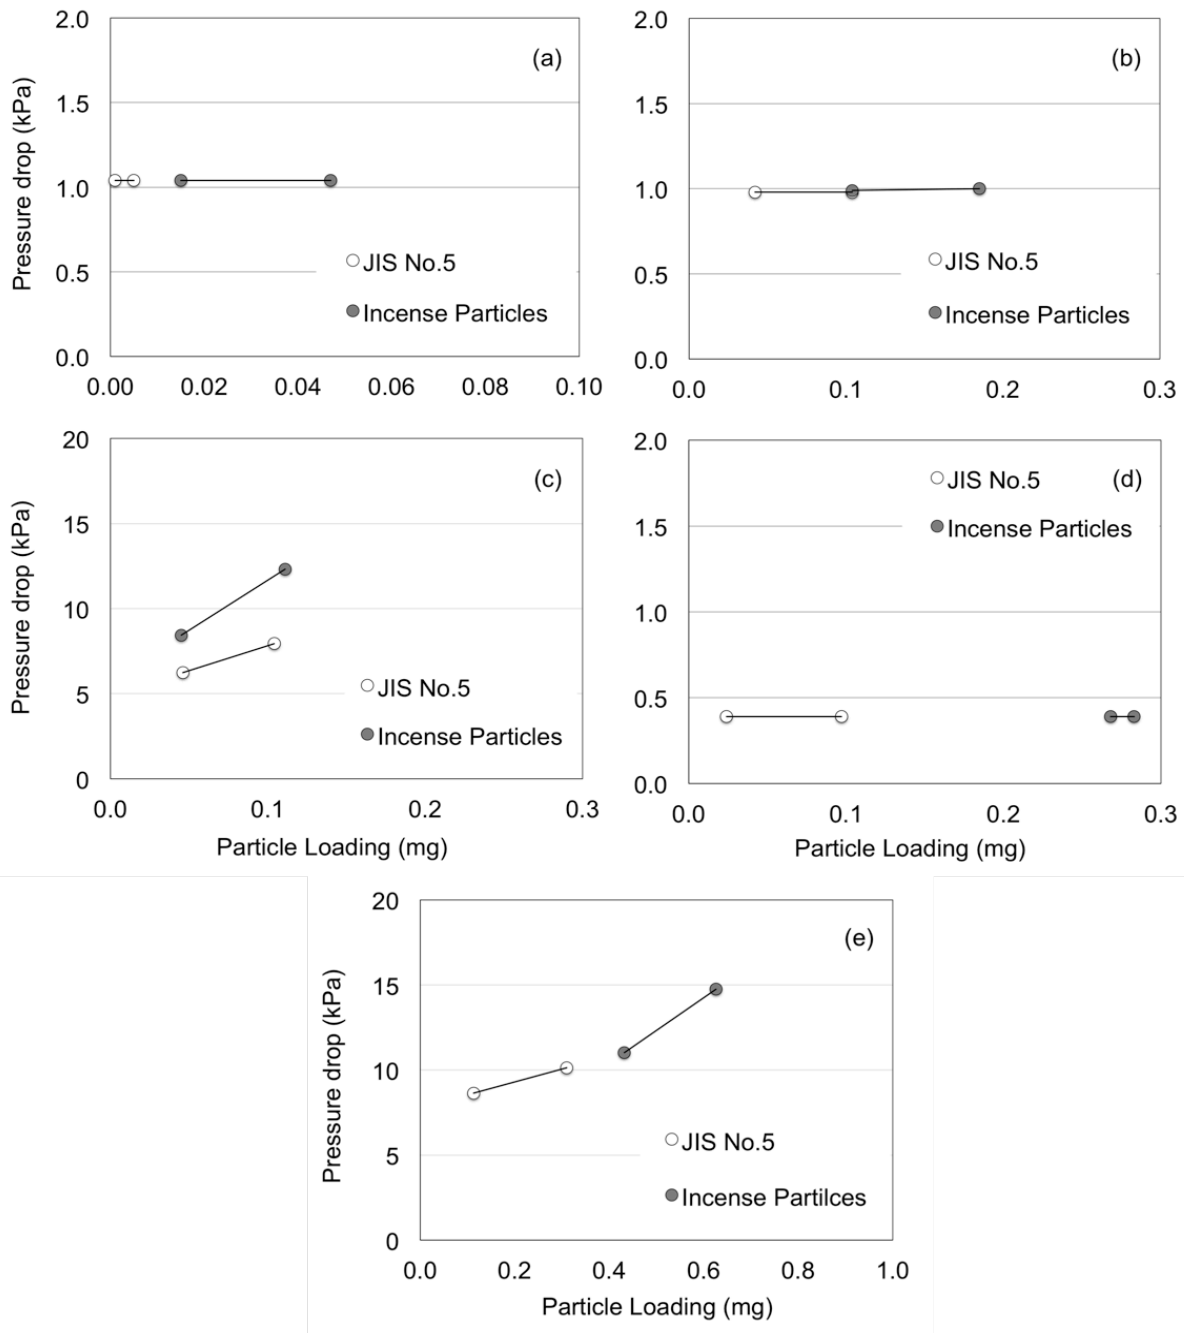 2.0
(a)
1.5
Pressure drop (kPa)
1.0
JIS No.5
0.5
Incense Particles
0.0
0.00 0.02 0.04 0.06 0.08 0.10
2.0
(b)
1.5
1.0
JIS No.5
0.5
Incense Particles
0.0
0.0 0.1 0.2 0.3
20
(c)
15
Pressure drop (kPa)
10
JIS No.5
5
Incense Particles
0
0.0 0.1 0.2 0.3
Particle Loading (mg)
2.0
JIS No.5 (d)
1.5
Incense Particles
1.0
0.5
0.0
0.0 0.1 0.2 0.3
Particle Loading (mg)
20
(e)
15
Pressure drop (kPa)
10
JIS No.5
5
Incense Partilces
0
0.0 0.2 0.4 0.6 0.8 1.0
Particle Loading (mg)